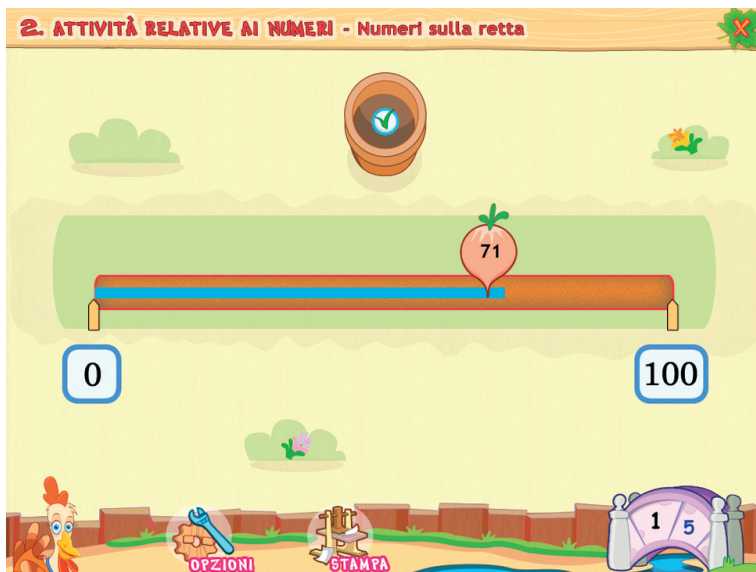 2. ATTIVITÀ RELATIVE AI NUMERI - Numeri sulla retta
X
71
0
100
1 5
OPZIONI
STAMPA